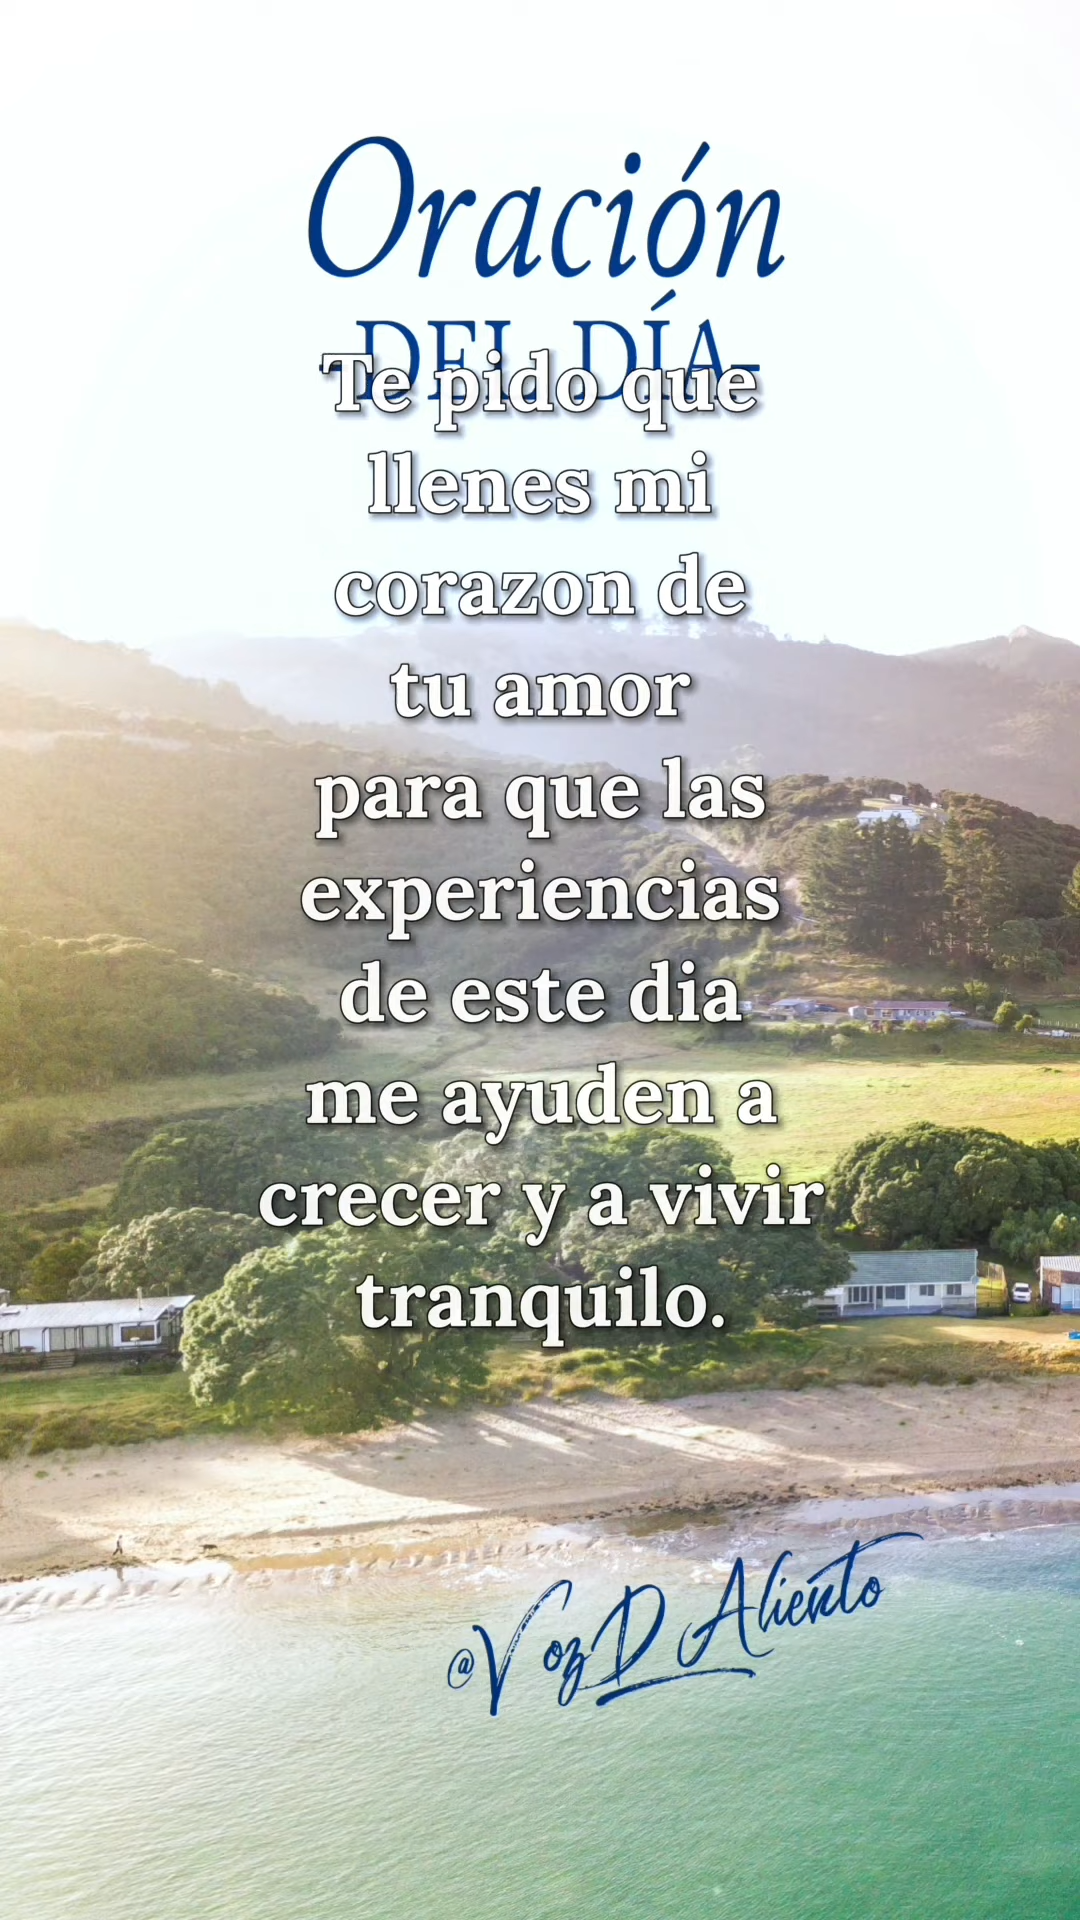 Oración
-DEL DÍA-
Te pido que
llenes mi
corazon de
tu amor
para que las
experiencias
de este dia
me ayuden a
crecer y a vivir
tranquilo.
@VozDAliento